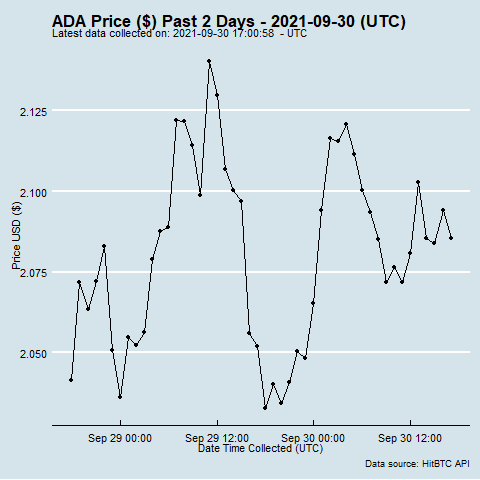 ADA Price ($) Past 2 Days - 2021-09-30 (UTC)
Latest data collected on: 2021-09-30 17:00:58 - UTC
2.125
2.100
2.075
2.050
Price USD ($)
Sep 29 00:00 Sep 29 12:00 Sep 30 00:00 Sep 30 12:00
Date Time Collected (UTC)
Data source: HitBTC API